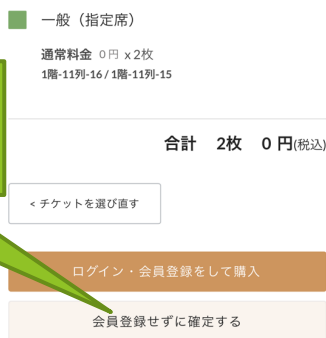 一般（指定席）
通常料金 0円 x2枚
1階-11列-16 / 1階-11列-15
合計 2枚 0 円(税込)
< チケットを選び直す
ログイン・会員登録をして購入
会員登録せずに確定する